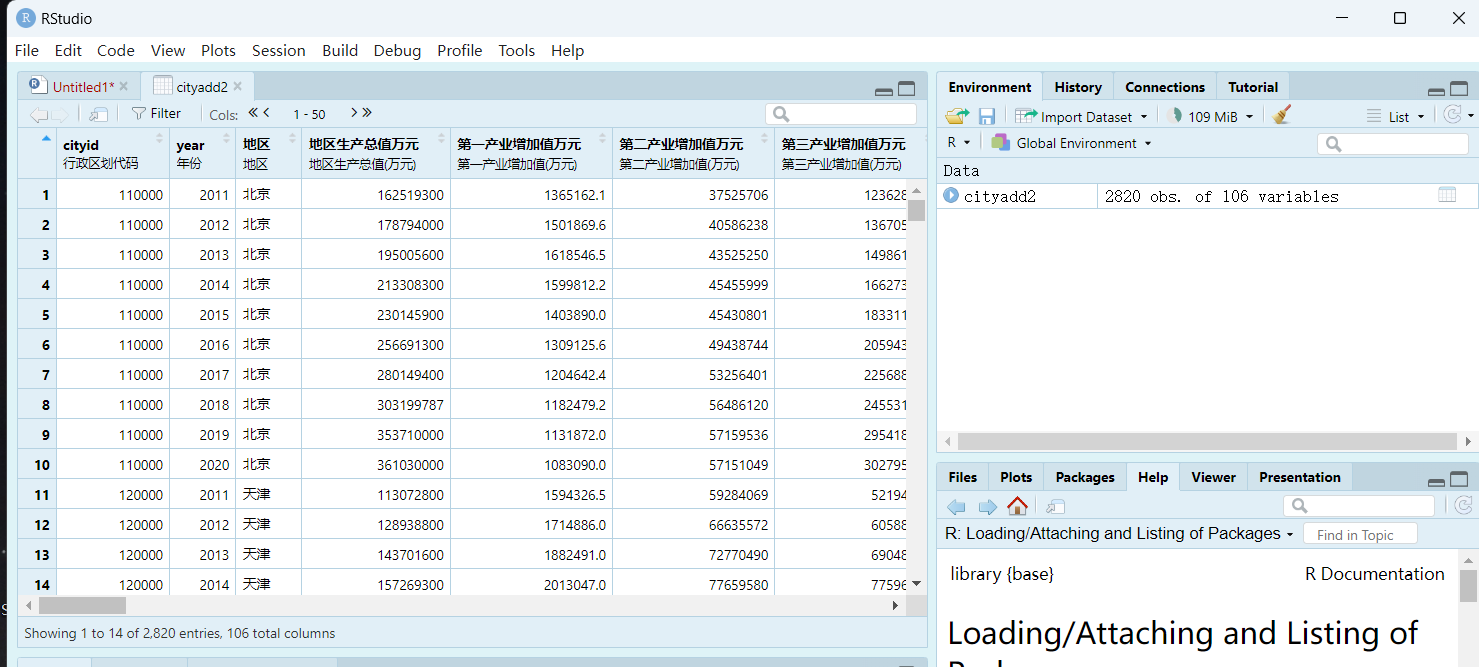 RStudio
File Edit Code View Plots Session Build Debug Profile Tools Help
Untitled1* cityadd2
Filter Cols: 1 - 50
cityid year 地区 地区生产总值万元 第一产业增加值万元 第二产业增加值万元 第三产业增加值万元
行政区划代码 年份 地区 地区生产总值(万元) 第一产业增加值(万元) 第二产业增加值(万元) 第三产业增加值(万元)
1 110000 2011 北京 162519300 1365162.1 37525706 123628
2 110000 2012 北京 178794000 1501869.6 40586238 136705
3 110000 2013 北京 195005600 1618546.5 43525250 149861
4 110000 2014 北京 213308300 1599812.2 45455999 166273
5 110000 2015 北京 230145900 1403890.0 45430801 183311
6 110000 2016 北京 256691300 1309125.6 49438744 205943
7 110000 2017 北京 280149400 1204642.4 53256401 225688
8 110000 2018 北京 303199787 1182479.2 56486120 245531
9 110000 2019 北京 353710000 1131872.0 57159536 295418
10 110000 2020 北京 361030000 1083090.0 57151049 302795
11 120000 2011 天津 113072800 1594326.5 59284069 52194
12 120000 2012 天津 128938800 1714886.0 66635572 60588
13 120000 2013 天津 143701600 1882491.0 72770490 69048
14 120000 2014 天津 157269300 2013047.0 77659580 77596
Showing 1 to 14 of 2,820 entries, 106 total columns
Environment History Connections Tutorial
Import Dataset 109 MiB List
R Global Environment
Data
cityadd2 2820 obs. of 106 variables
Files Plots Packages Help Viewer Presentation
R: Loading/Attaching and Listing of Packages Find in Topic
library {base} R Documentation
Loading/Attaching and Listing of